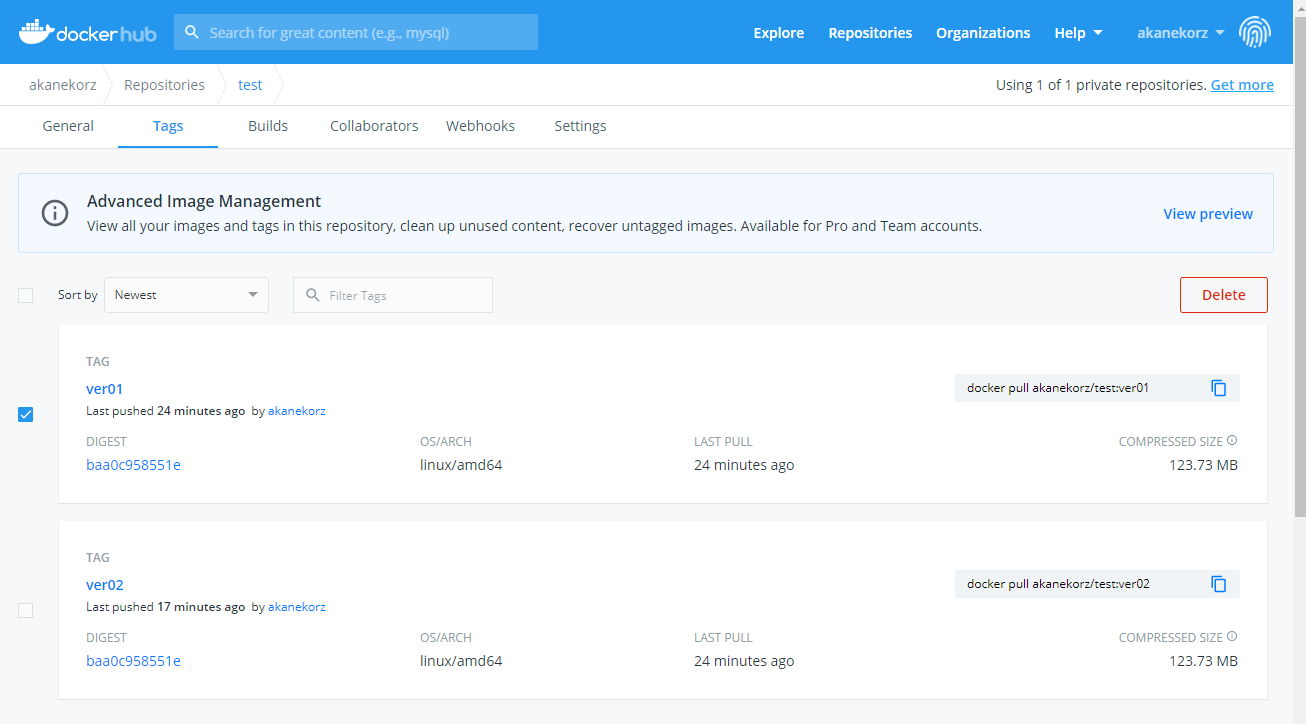 docker hub
Search for great content (e.g., mysql)
Explore
Repositories
Organizations
Help
akanekorz
akanekorz
Repositories
test
Using 1 of 1 private repositories. Get more
General
Tags
Builds
Collaborators
Webhooks
Settings
Advanced Image Management
View all your images and tags in this repository, clean up unused content, recover untagged images. Available for Pro and Team accounts.
View preview
Sort by
Newest
Filter Tags
Delete
TAG
ver01
Last pushed 24 minutes ago by akanekorz
docker pull akanekorz/test:ver01
DIGEST
OS/ARCH
LAST PULL
COMPRESSED SIZE
baa0c958551e
linux/amd64
24 minutes ago
123.73 MB
TAG
ver02
Last pushed 17 minutes ago by akanekorz
docker pull akanekorz/test:ver02
DIGEST
OS/ARCH
LAST PULL
COMPRESSED SIZE
baa0c958551e
linux/amd64
24 minutes ago
123.73 MB